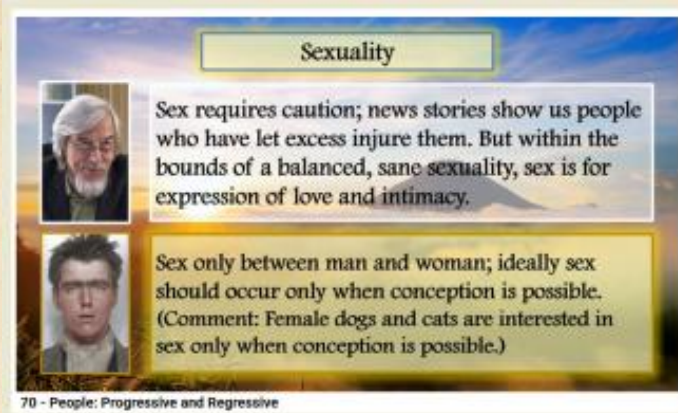 Sexuality
Sex requires caution; news stories show us people
who have let excess injure them. But within the
bounds of a balanced, sane sexuality, sex is for
expression of love and intimacy.
Sex only between man and woman; ideally sex
should occur only when conception is possible.
(Comment: Female dogs and cats are interested in
sex only when conception is possible.)
70 - People: Progressive and Regressive